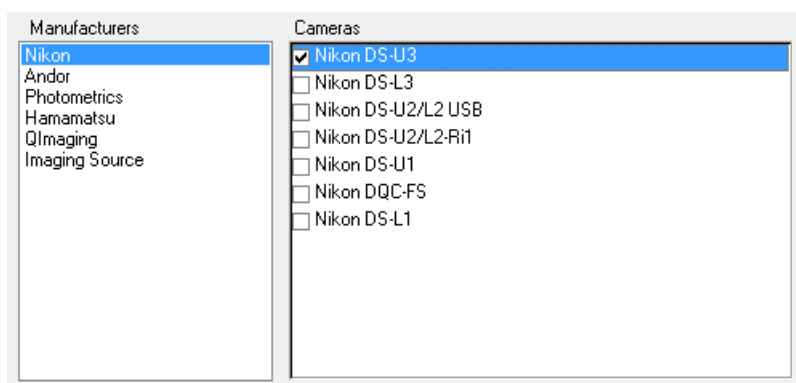 Manufacturers
Nikon
Andor
Photometrics
Hamamatsu
QImaging
Imaging Source
Cameras
Nikon DS-U3
Nikon DS-L3
Nikon DS-U2/L2 USB
Nikon DS-U2/L2-Ri1
Nikon DS-U1
Nikon DQC-FS
Nikon DS-L1